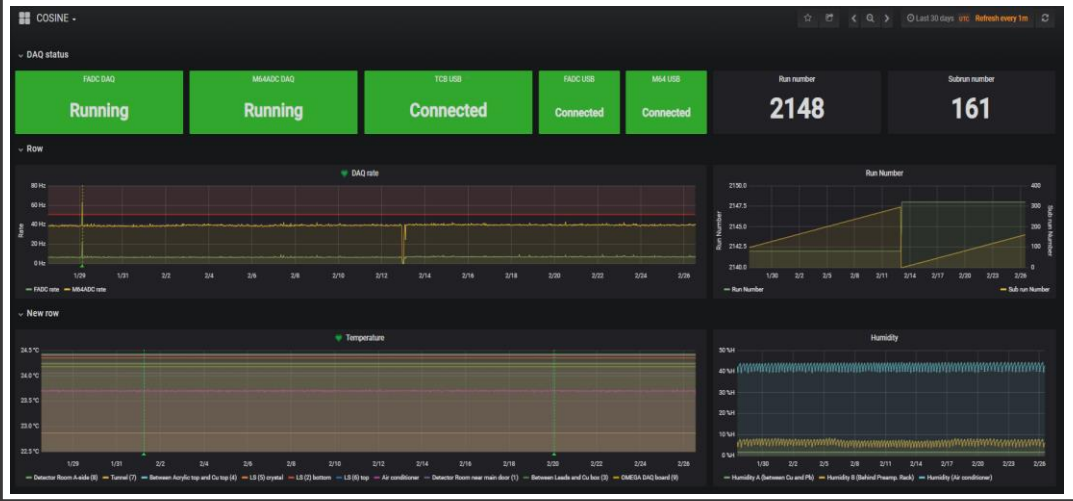 COSINE
Last 30 days UTC Refresh every 1m
DAQ status
FADC DAQ
Running
M64ADC DAQ
Running
TCB USB
Connected
FADC USB
Connected
M64 USB
Connected
Run number
2148
Subrun number
161
Row
DAQ rate
80 Hz
60 Hz
40 Hz
20 Hz
0 Hz
Rate
1/29 1/31 2/2 2/4 2/6 2/8 2/10 2/12 2/14 2/16 2/18 2/20 2/22 2/24 2/26
FADC rate M64ADC rate
Run Number
2150.0
2147.5
2145.0
2142.5
2140.0
Run Number
400
300
200
100
0
Sub run Number
1/30 2/2 2/5 2/8 2/11 2/14 2/17 2/20 2/23 2/26
Run Number Sub run Number
New row
Temperature
24.5 °C
24.0 °C
23.5 °C
23.0 °C
22.5 °C
1/29 1/31 2/2 2/4 2/6 2/8 2/10 2/12 2/14 2/16 2/18 2/20 2/22 2/24 2/26
Detector Room A-side (8) Tunnel (7) Between Acrylic top and Cu top (4) LS (5) crystal LS (2) bottom LS (6) top Air conditioner Detector Room near main door (1) Between Leads and Cu box (3) OMEGA DAQ board (9)
Humidity
50 %H
40 %H
30 %H
20 %H
10 %H
0 %H
1/30 2/2 2/5 2/8 2/11 2/14 2/17 2/20 2/23 2/26
Humidity A (between Cu and Pb) Humidity B (Behind Preamp. Rack) Humidity (Air conditioner)